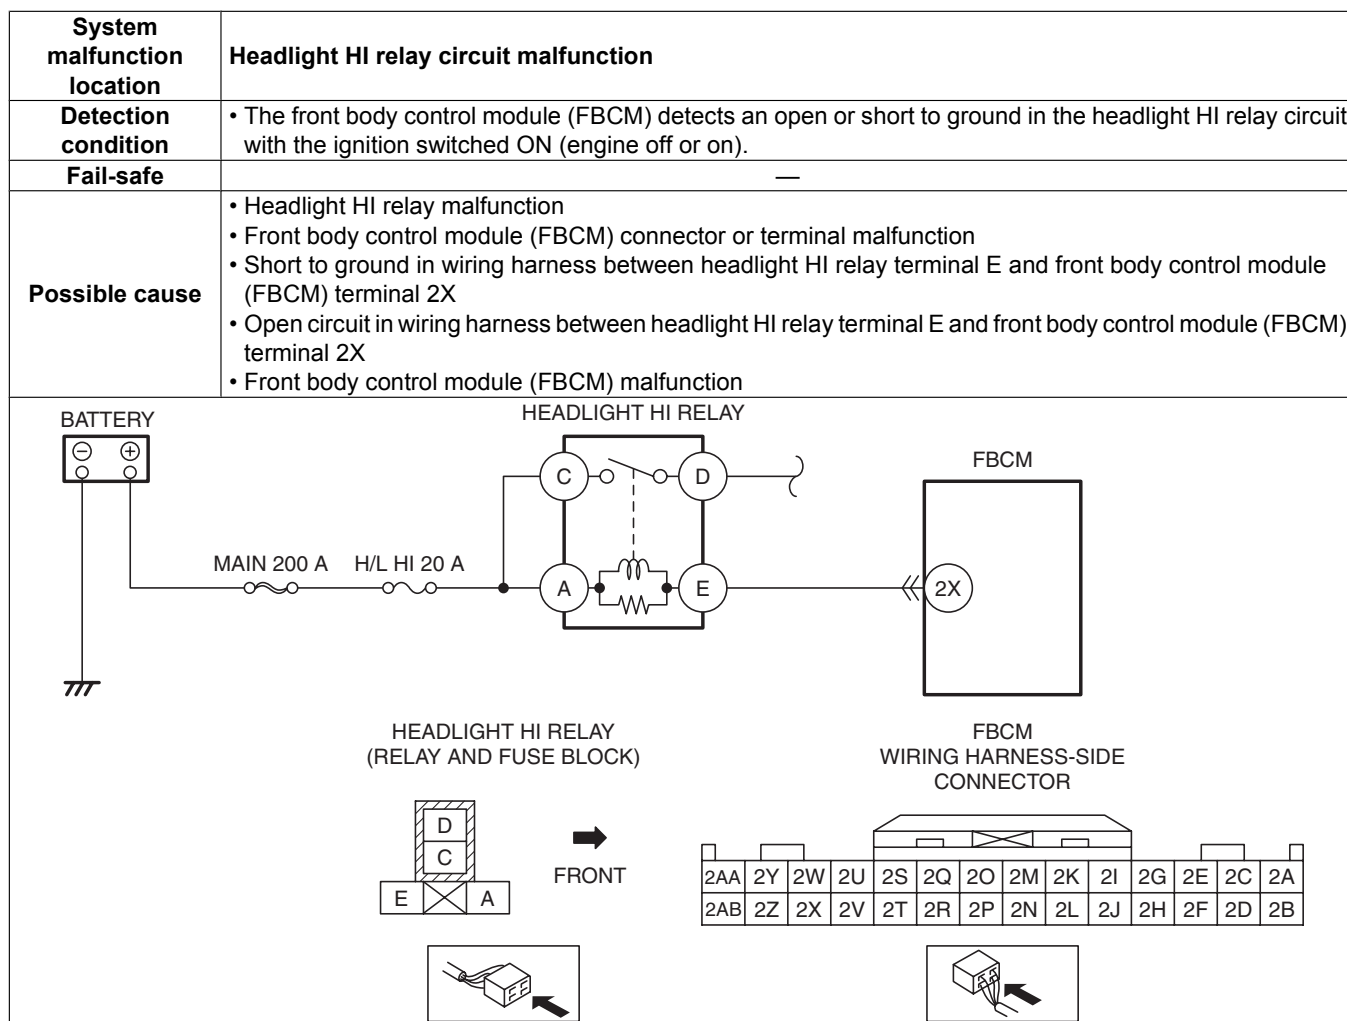 System
malfunction
location
Headlight HI relay circuit malfunction
Detection
condition
• The front body control module (FBCM) detects an open or short to ground in the headlight HI relay circuit
with the ignition switched ON (engine off or on).
Fail-safe
—
Possible cause
• Headlight HI relay malfunction
• Front body control module (FBCM) connector or terminal malfunction
• Short to ground in wiring harness between headlight HI relay terminal E and front body control module
(FBCM) terminal 2X
• Open circuit in wiring harness between headlight HI relay terminal E and front body control module (FBCM)
terminal 2X
• Front body control module (FBCM) malfunction
BATTERY
HEADLIGHT HI RELAY
FBCM
C
D
MAIN 200 A
H/L HI 20 A
A
E
2X
HEADLIGHT HI RELAY
(RELAY AND FUSE BLOCK)
D
C
E
A
FRONT
FBCM
WIRING HARNESS-SIDE
CONNECTOR
2AA 2Y 2W 2U 2S 2Q 2O 2M 2K 2I 2G 2E 2C 2A
2AB 2Z 2X 2V 2T 2R 2P 2N 2L 2J 2H 2F 2D 2B